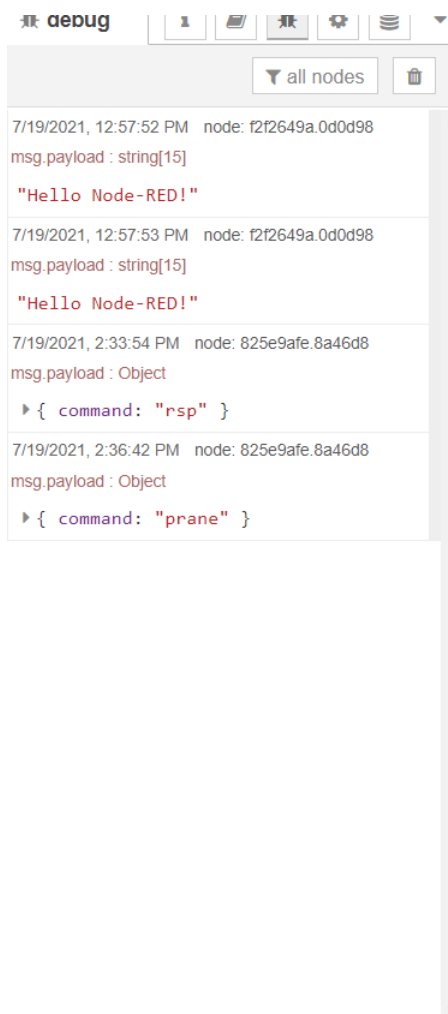 debug
all nodes
7/19/2021, 12:57:52 PM node: f2f2649a.0d0d98
msg.payload : string[15]
"Hello Node-RED!"
7/19/2021, 12:57:53 PM node: f2f2649a.0d0d98
msg.payload : string[15]
"Hello Node-RED!"
7/19/2021, 2:33:54 PM node: 825e9afe.8a46d8
msg.payload : Object
{ command: "rsp" }
7/19/2021, 2:36:42 PM node: 825e9afe.8a46d8
msg.payload : Object
{ command: "prane" }